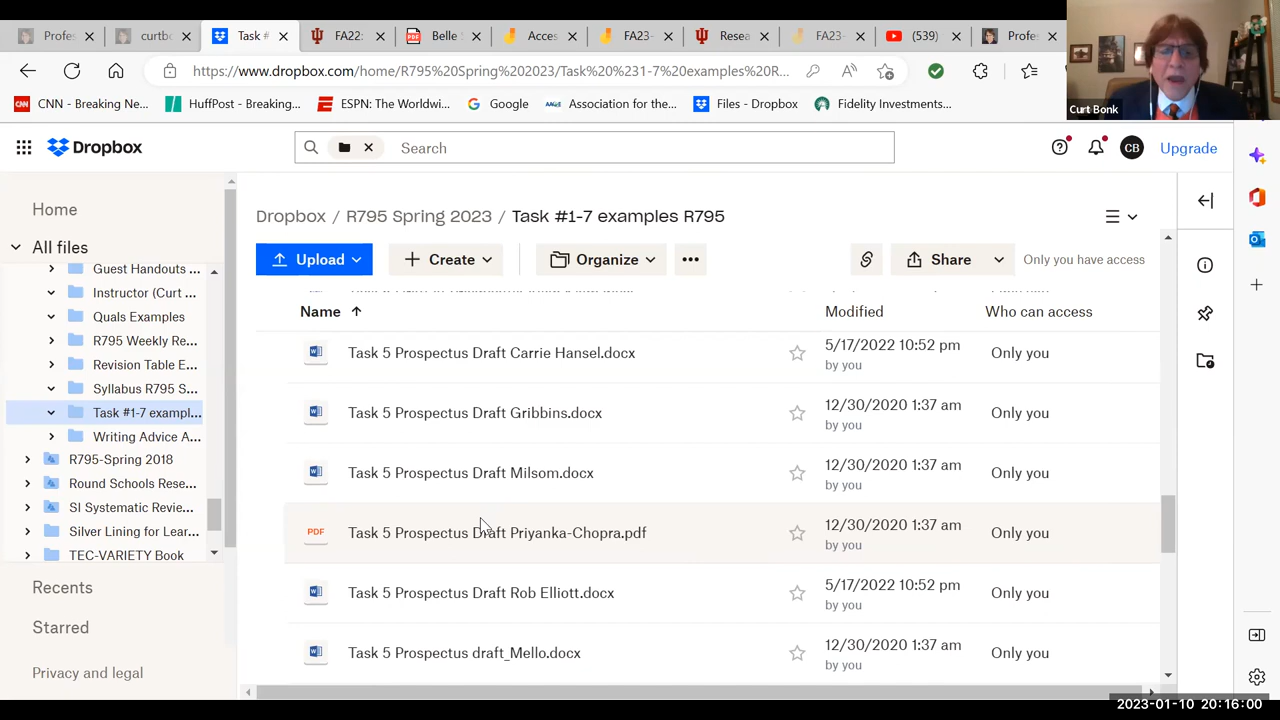 Profes
curtbo
Task #
FA22:
Belle
Acces
FA23-
Resea
FA23-
(539)
Profes
https://www.dropbox.com/home/R795%20Spring%202023/Task%20%231-7%20examples%20R...
CNN - Breaking Ne...
HuffPost - Breaking...
ESPN: The Worldwi...
Google
Association for the...
Files - Dropbox
Fidelity Investments...
Curt Bonk
Dropbox
Search
CB
Upgrade
Home
All files
Guest Handouts ...
Instructor (Curt ...
Quals Examples
R795 Weekly Re...
Revision Table E...
Syllabus R795 S...
Task #1-7 exampl...
Writing Advice A...
R795-Spring 2018
Round Schools Rese...
SI Systematic Revie...
Silver Lining for Lear...
TEC-VARIETY Book
Recents
Starred
Privacy and legal
Dropbox / R795 Spring 2023 / Task #1-7 examples R795
Upload
Create
Organize
Share
Only you have access
Name
Modified
Who can access
Task 5 Prospectus Draft Carrie Hansel.docx
5/17/2022 10:52 pm
by you
Only you
Task 5 Prospectus Draft Gribbins.docx
12/30/2020 1:37 am
by you
Only you
Task 5 Prospectus Draft Milsom.docx
12/30/2020 1:37 am
by you
Only you
PDF
Task 5 Prospectus Draft Priyanka-Chopra.pdf
12/30/2020 1:37 am
by you
Only you
Task 5 Prospectus Draft Rob Elliott.docx
5/17/2022 10:52 pm
by you
Only you
Task 5 Prospectus draft_Mello.docx
12/30/2020 1:37 am
by you
Only you
2023-01-10 20:16:00